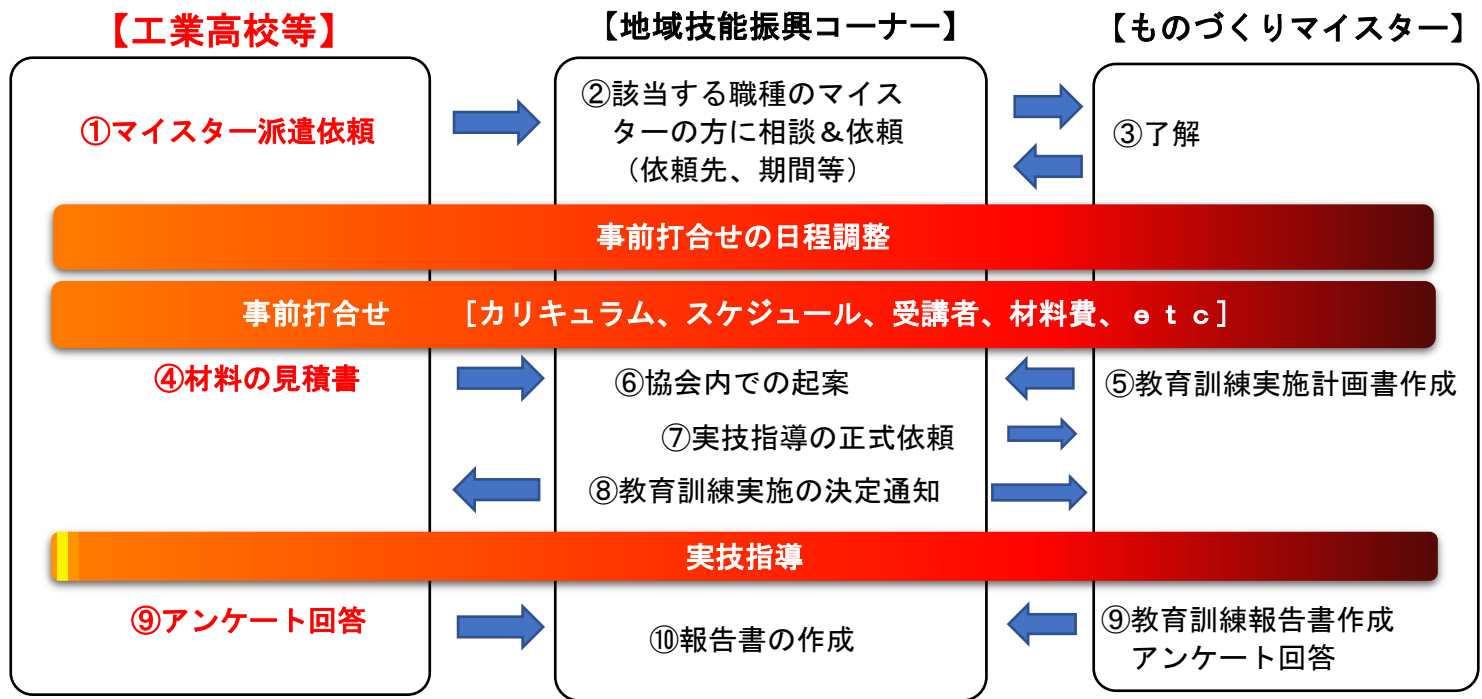 【工業高校等】
【地域技能振興コーナー】
【ものづくりマイスター】
①マイスター派遣依頼
②該当する職種のマイス
ターの方に相談＆依頼
（依頼先、期間等）
③了解
事前打合せの日程調整
事前打合せ　　［カリキュラム、スケジュール、受講者、材料費、ｅｔｃ］
④材料の見積書
⑥協会内での起案
⑤教育訓練実施計画書作成
⑦実技指導の正式依頼
⑧教育訓練実施の決定通知
実技指導
⑨アンケート回答
⑩報告書の作成
⑨教育訓練報告書作成
アンケート回答